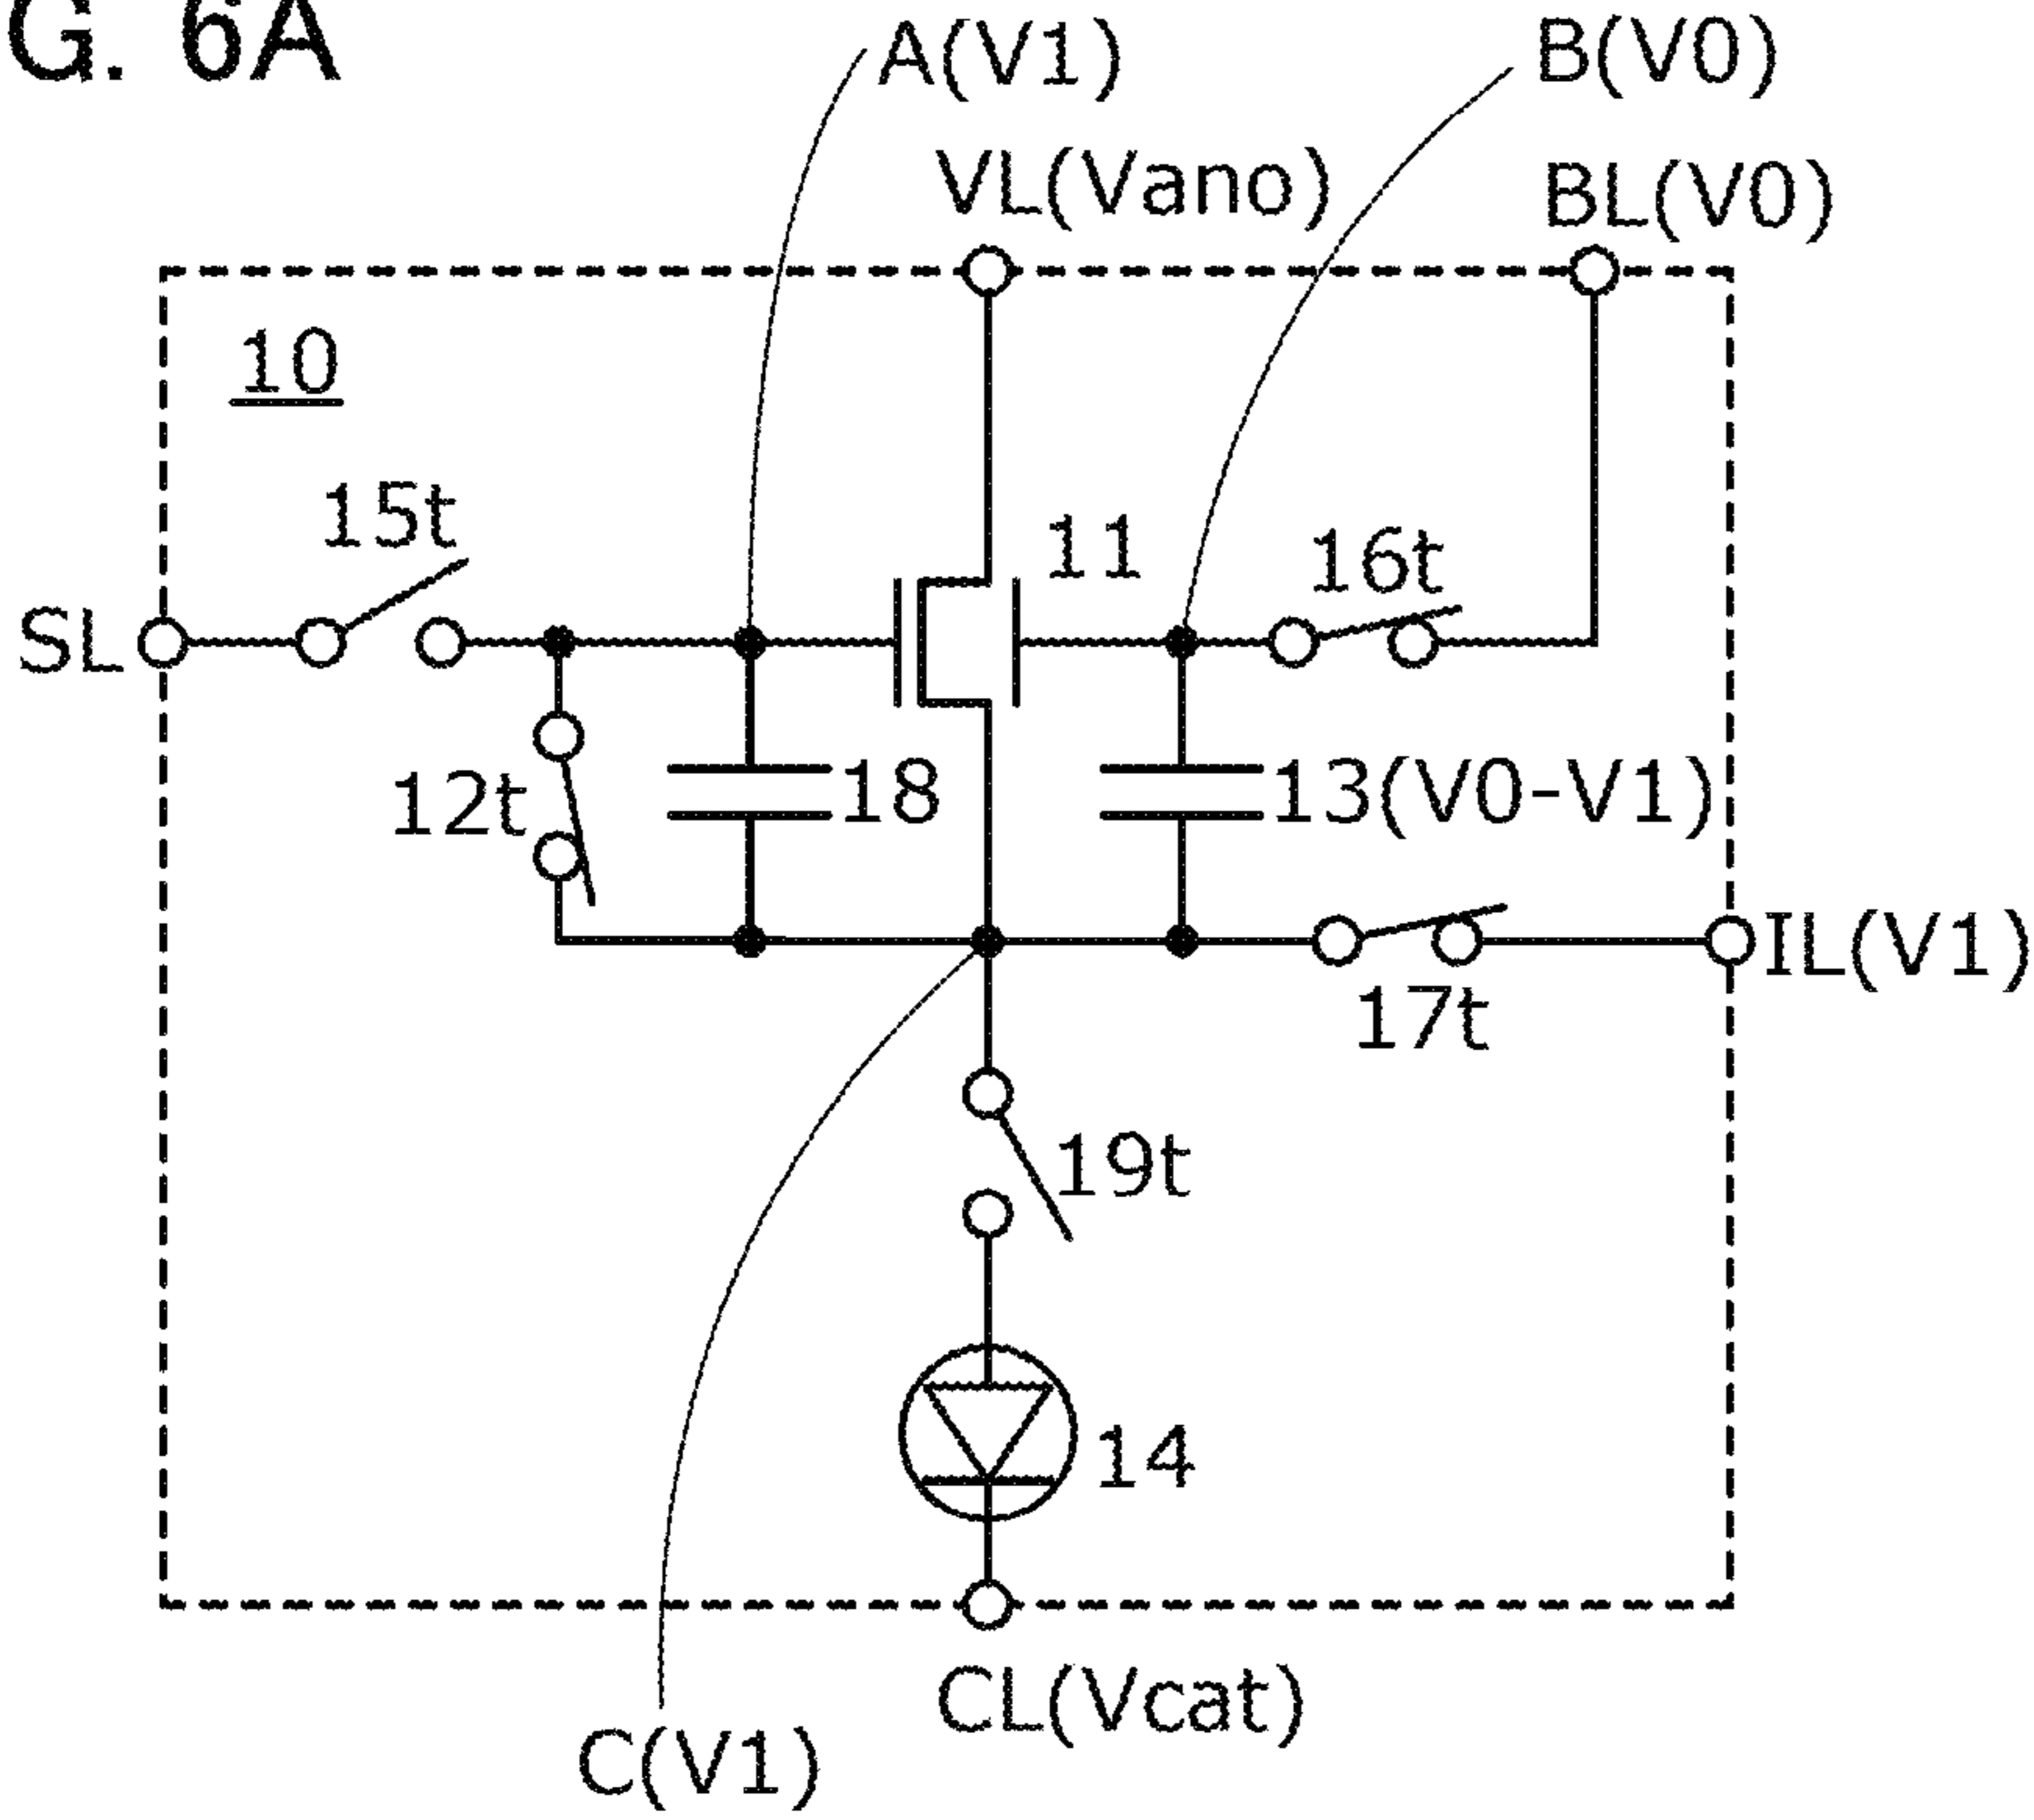 G. 6A
A(V1)
B(V0)
VL(Vano)
BL(V0)
10
15t
11
16t
SL
12t
18
13(V0-V1)
IL(V1)
17t
19t
14
CL(Vcat)
C(V1)